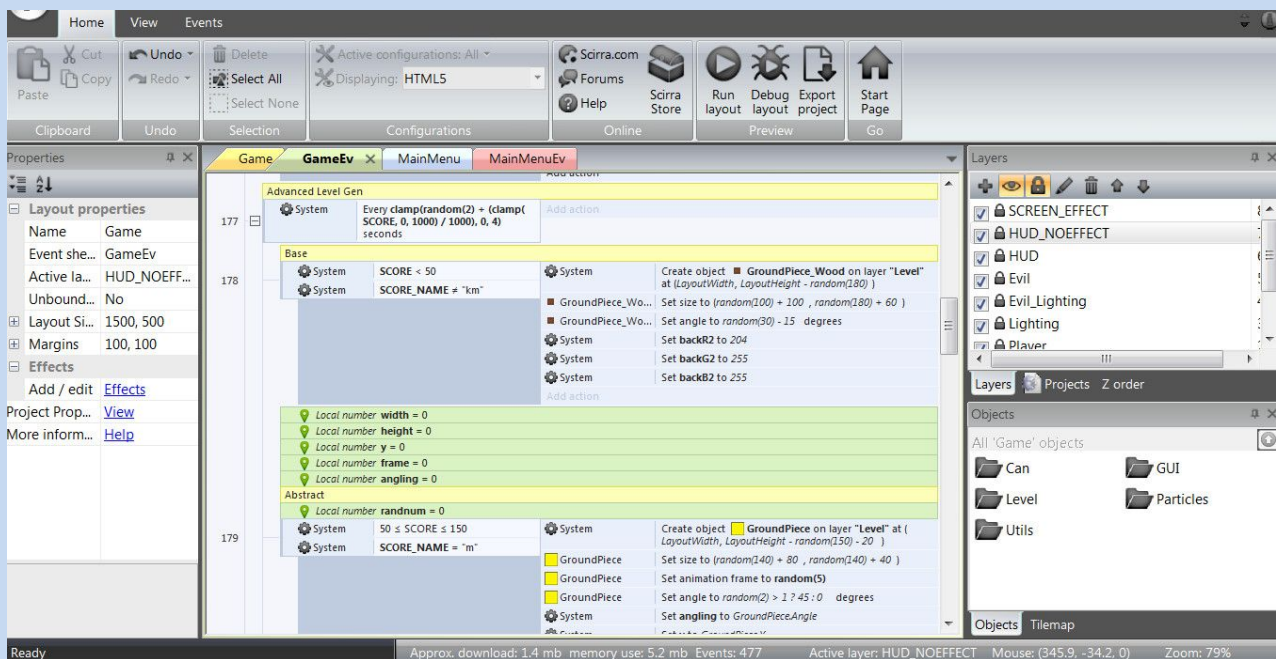 Home View Events
Cut
Copy
Paste
Clipboard
Undo
Redo
Undo
Delete
Select All
Select None
Selection
Active configurations: All
Displaying: HTML5
Configurations
Scirra.com
Forums
Help
Scirra Store
Online
Run layout
Debug layout
Export project
Preview
Start Page
Go
Properties
Layout properties
Name Game
Event she... GameEv
Active la... HUD_NOEFF...
Unbound... No
Layout Si... 1500, 500
Margins 100, 100
Effects
Add / edit Effects
Project Prop... View
More inform... Help
Game GameEv MainMenu MainMenuEv
Add action
Advanced Level Gen
177 System Every clamp(random(2) + (clamp(
SCORE, 0, 1000) / 1000), 0, 4)
seconds
Add action
Base
178 System SCORE < 50
System SCORE_NAME ≠ "km"
System Create object GroundPiece_Wood on layer "Level"
at (LayoutWidth, LayoutHeight - random(180) )
GroundPiece_Wo... Set size to (random(100) + 100 , random(180) + 60 )
GroundPiece_Wo... Set angle to random(30) - 15 degrees
System Set backR2 to 204
System Set backG2 to 255
System Set backB2 to 255
Add action
Local number width = 0
Local number height = 0
Local number y = 0
Local number frame = 0
Local number angling = 0
Abstract
Local number randnum = 0
179 System 50 ≤ SCORE ≤ 150
System SCORE_NAME = "m"
System Create object GroundPiece on layer "Level" at (
LayoutWidth, LayoutHeight - random(150) - 20 )
GroundPiece Set size to (random(140) + 80 , random(140) + 40 )
GroundPiece Set animation frame to random(5)
GroundPiece Set angle to random(2) > 1 ? 45 : 0 degrees
System Set angling to GroundPiece.Angle
System Set y to GroundPiece.Y
Layers
SCREEN_EFFECT
HUD_NOEFFECT
HUD
Evil
Evil_Lighting
Lighting
Player
Layers Projects Z order
Objects
All 'Game' objects
Can GUI
Level Particles
Utils
Objects Tilemap
Ready Approx. download: 1.4 mb memory use: 5.2 mb Events: 477 Active layer: HUD_NOEFFECT Mouse: (345.9, -34.2, 0) Zoom: 79%